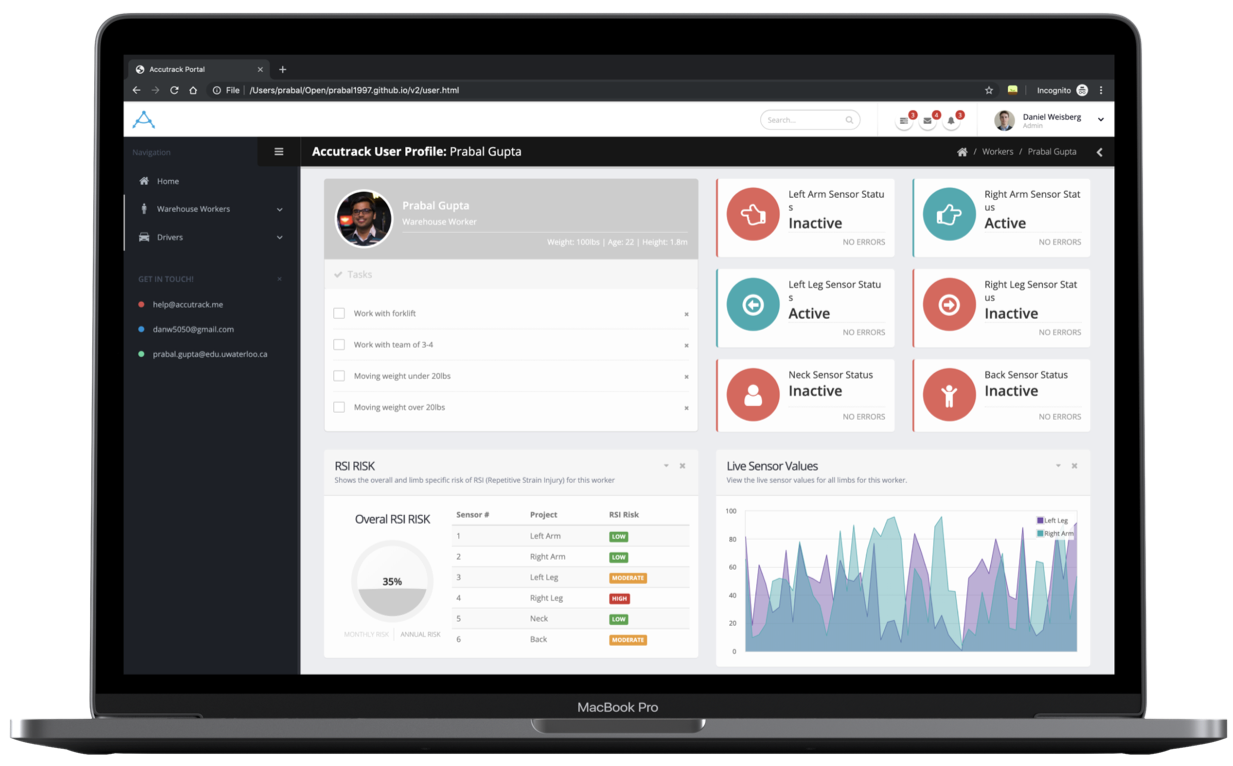 Accutrack Portal
File /Users/prabal/Open/prabal1997.github.io/v2/user.html
Incognito
Search...
3
4
3
Daniel Weisberg
Admin
Navigation
Accutrack User Profile: Prabal Gupta
/ Workers / Prabal Gupta
Home
Warehouse Workers
Drivers
GET IN TOUCH!
help@accutrack.me
danw5050@gmail.com
prabal.gupta@edu.uwaterloo.ca
Prabal Gupta
Warehouse Worker
Weight: 100lbs | Age: 22 | Height: 1.8m
Tasks
Work with forklift
Work with team of 3-4
Moving weight under 20lbs
Moving weight over 20lbs
Left Arm Sensor Statu
s
Inactive
NO ERRORS
Right Arm Sensor Stat
us
Active
NO ERRORS
Left Leg Sensor Statu
s
Active
NO ERRORS
Right Leg Sensor Stat
us
Inactive
NO ERRORS
Neck Sensor Status
Inactive
NO ERRORS
Back Sensor Status
Inactive
NO ERRORS
RSI RISK
Shows the overall and limb specific risk of RSI (Repetitive Strain Injury) for this worker
Overal RSI RISK
35%
MONTHLY RISK
ANNUAL RISK
Sensor # Project RSI Risk
1 Left Arm LOW
2 Right Arm LOW
3 Left Leg MODERATE
4 Right Leg HIGH
5 Neck LOW
6 Back MODERATE
Live Sensor Values
View the live sensor values for all limbs for this worker.
100
80
60
40
20
0
Left Leg
Right Arm
MacBook Pro